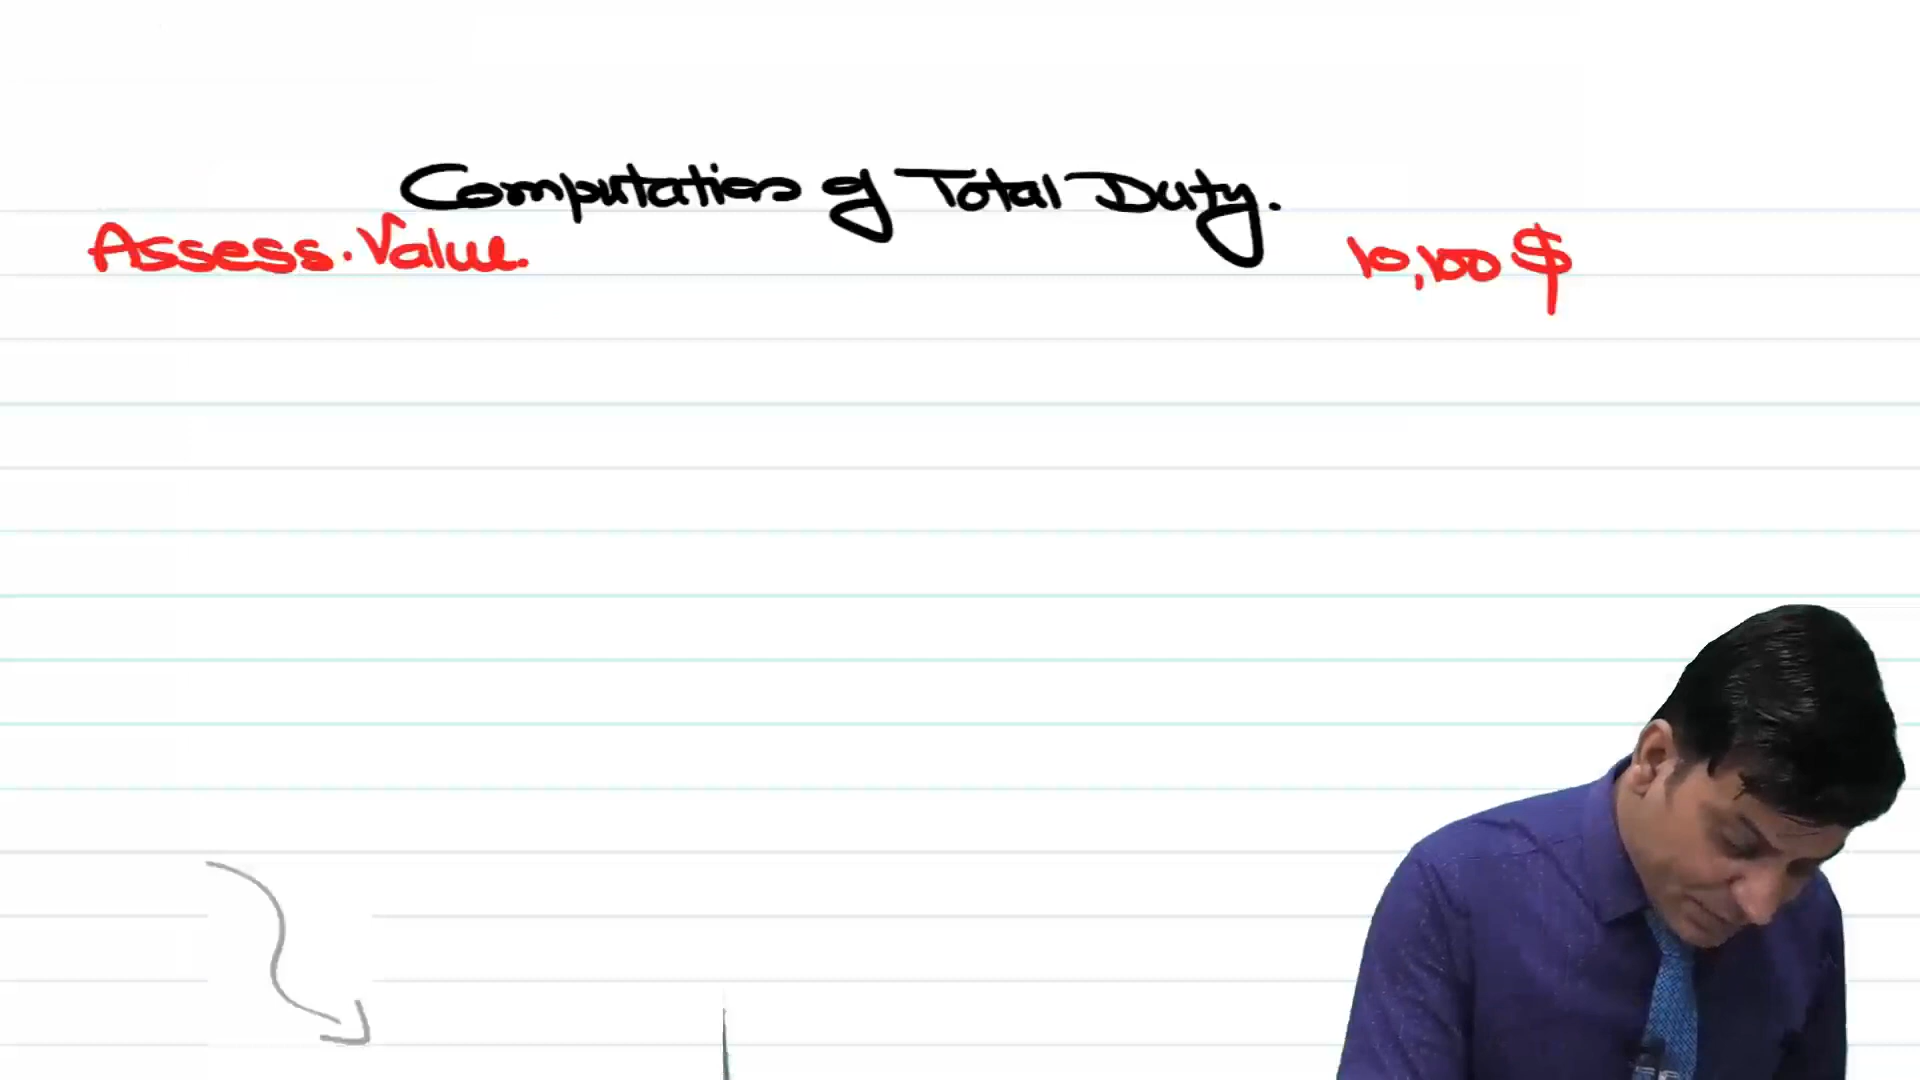 Computation of Total Duty.
Assess. Value. 10,100 $